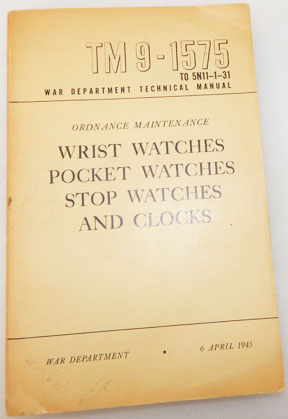 TM 9-1575
TO 5N11-1-31
WAR DEPARTMENT TECHNICAL MANUAL
ORDNANCE MAINTENANCE
WRIST WATCHES
POCKET WATCHES
STOP WATCHES
AND CLOCKS
WAR DEPARTMENT • 6 APRIL 1945